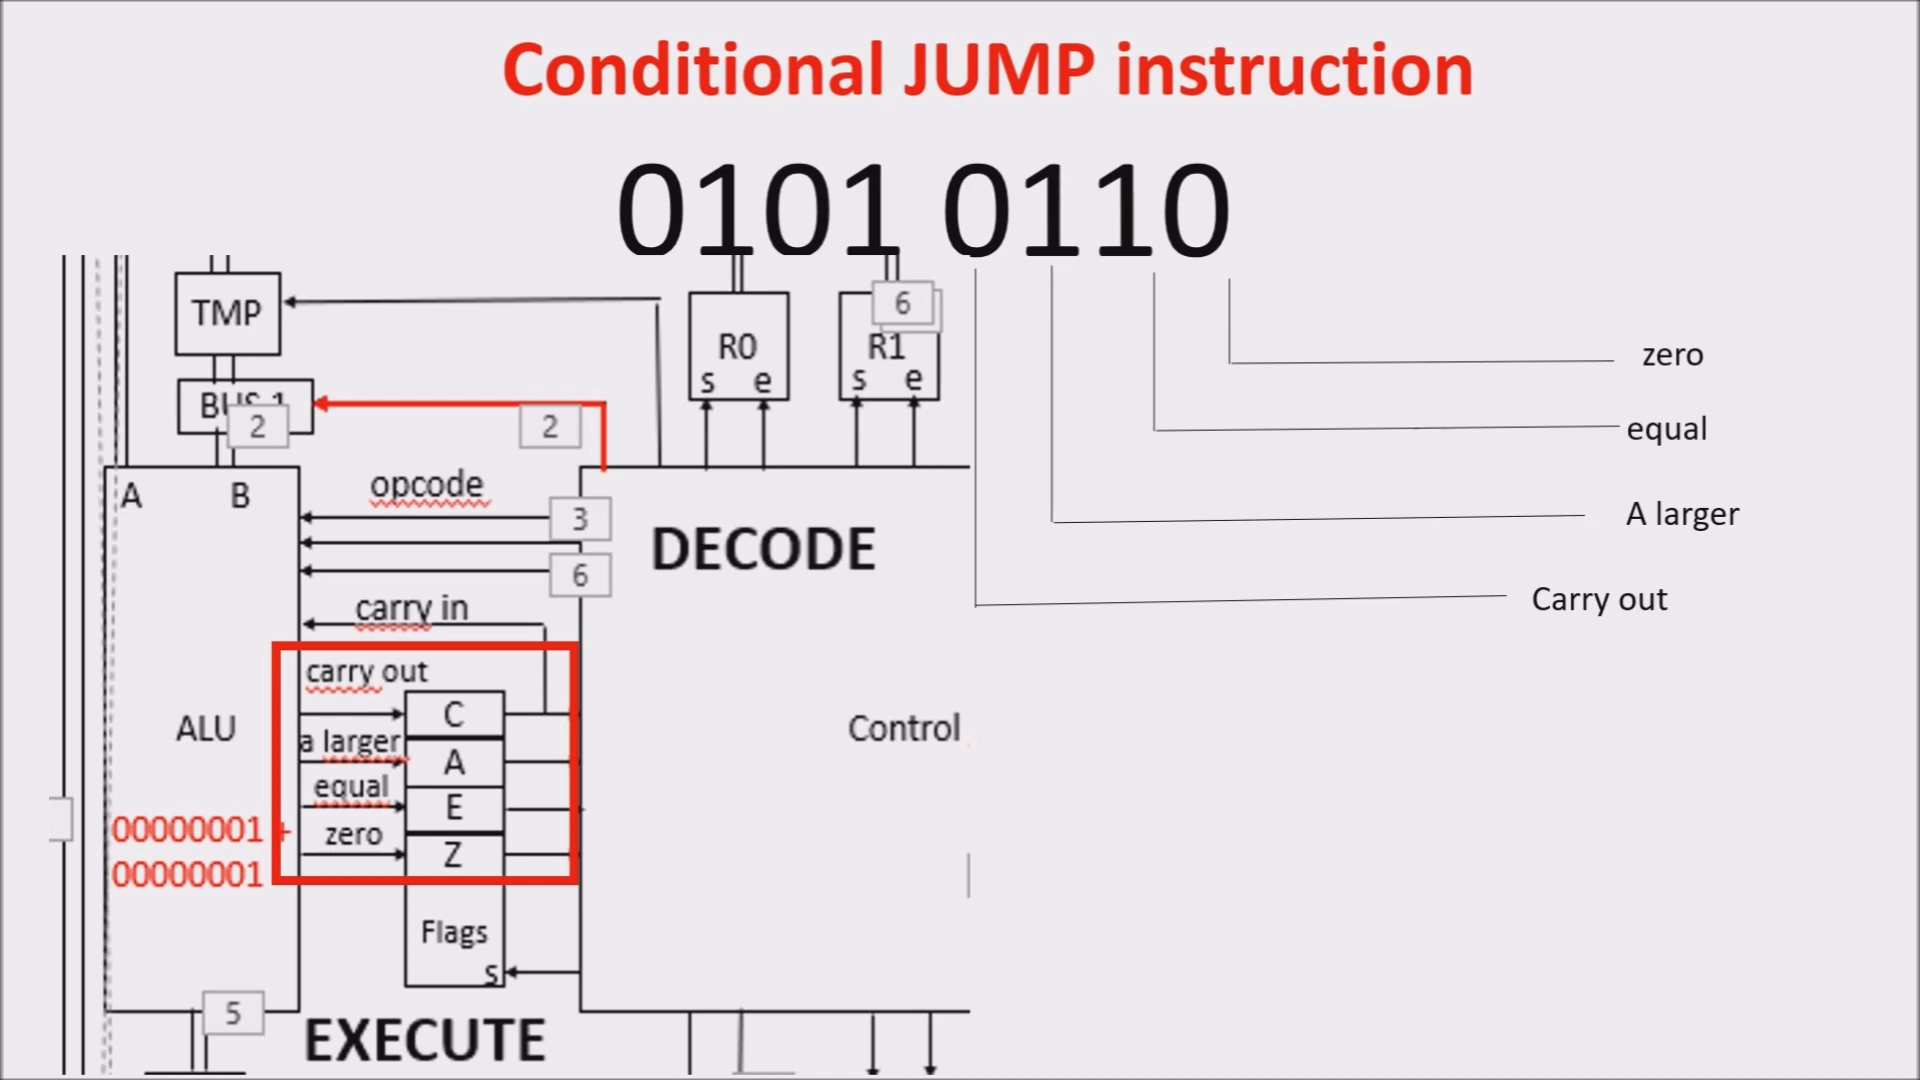 Conditional JUMP instruction
0101 0110
TMP
R0
s e
6
R1
s e
zero
2
2
equal
A B
opcode
3
DECODE
A larger
6
carry in
Carry out
carry out
C
ALU
Control
a larger
A
equal
E
00000001 +
zero
Z
00000001
Flags
s
5
EXECUTE